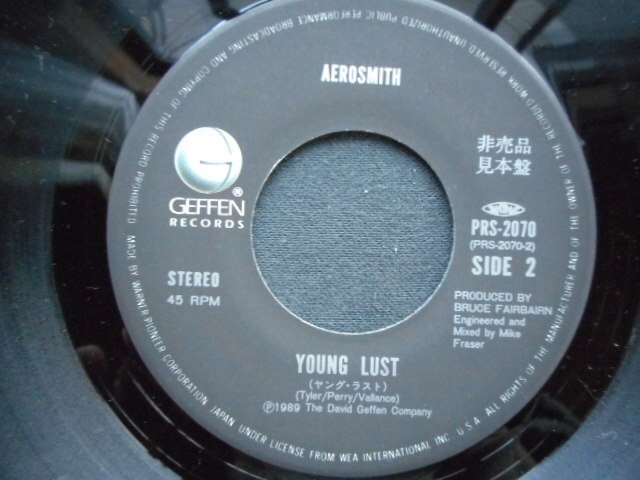 AEROSMITH
非売品
見本盤
GEFFEN®
RECORDS
PRS-2070
(PRS-2070-2)
SIDE 2
STEREO
45 RPM
PRODUCED BY
BRUCE FAIRBAIRN
Engineered and
Mixed by Mike
Fraser
YOUNG LUST
(ヤング・ラスト)
(Tyler/Perry/Vallance)
Ⓟ1989 The David Geffen Company
ALL RIGHTS OF THE MANUFACTURER AND OF THE OWNER OF THE RECORDED WORK RESERVED UNAUTHORIZED PUBLIC PERFORMANCE BROADCASTING AND COPYING OF THIS RECORD PROHIBITED MADE BY WARNER-PIONEER CORPORATION JAPAN UNDER LICENSE FROM WEA INTERNATIONAL INC U.S.A.